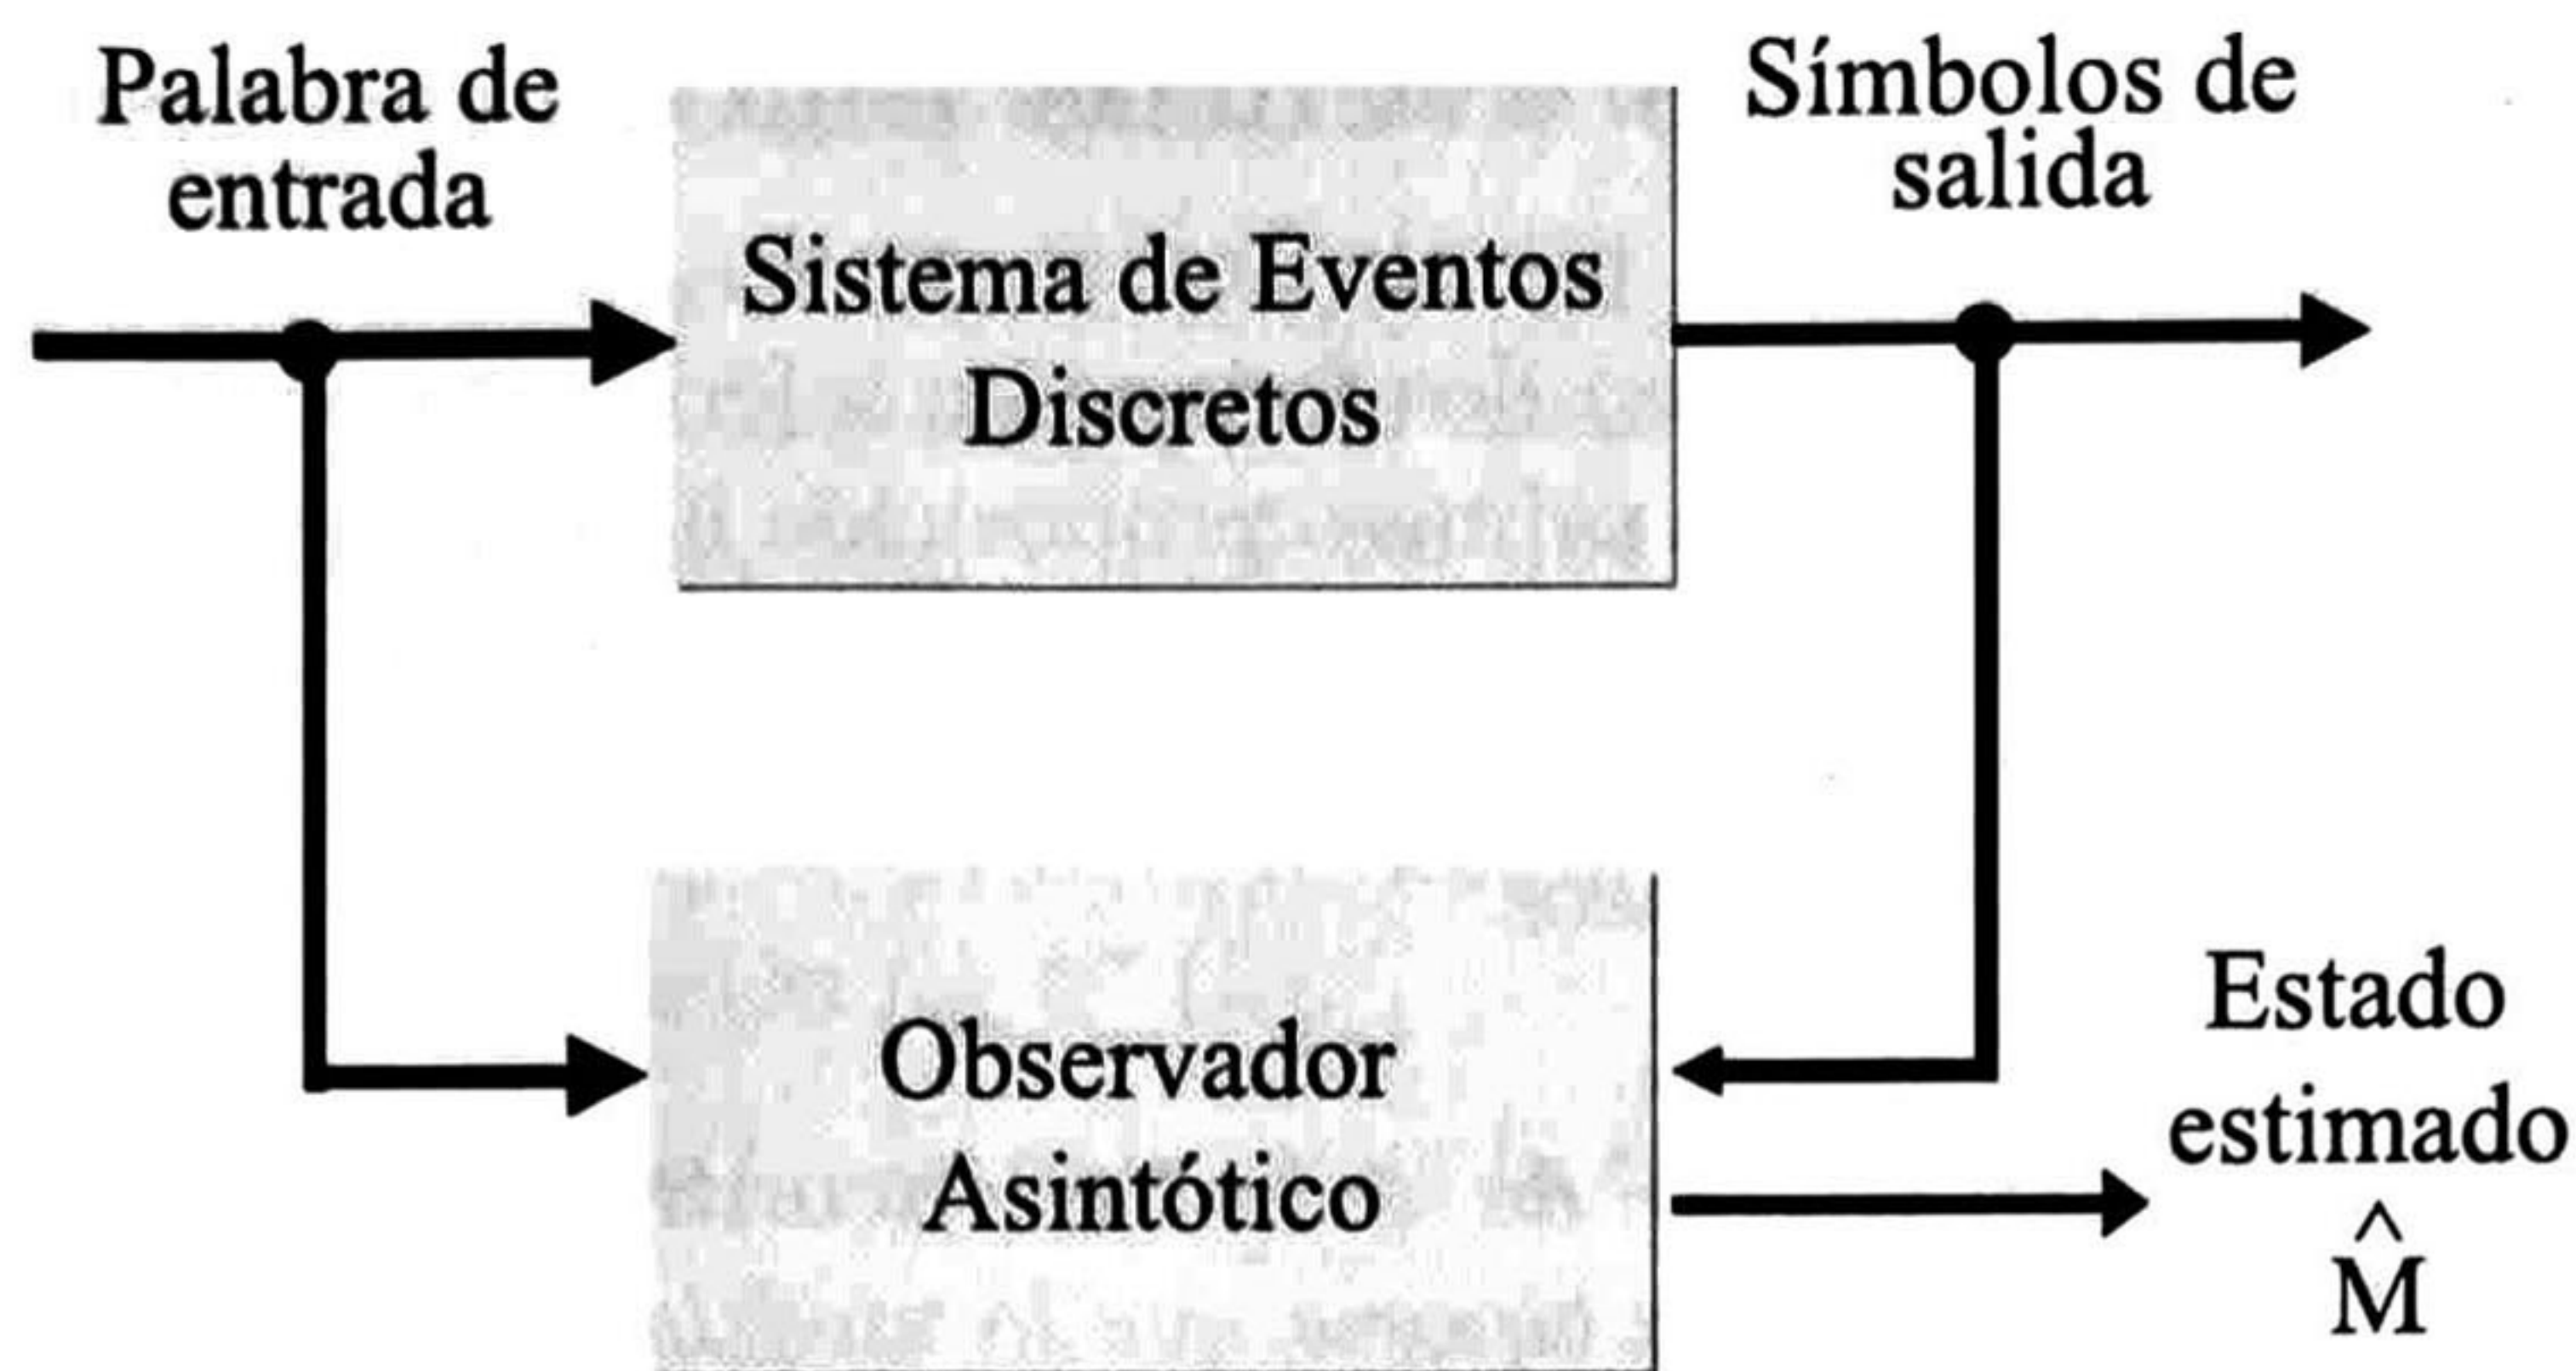 Palabra de
entrada
Símbolos de
salida
Sistema de Eventos
Discretos
Observador
Asintótico
Estado
estimado
^
M